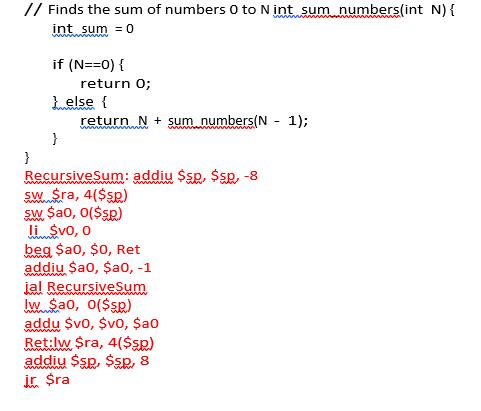 // Finds the sum of numbers 0 to N int sum_numbers(int N) {
int sum = 0
if (N==0) {
return 0;
} else {
return N + sum_numbers(N - 1);
}
}
RecursiveSum: addiu $sp, $sp, -8
sw $ra, 4($sp)
sw $a0, 0($sp)
li $v0, 0
beq $a0, $0, Ret
addiu $a0, $a0, -1
jal RecursiveSum
lw $a0, 0($sp)
addu $v0, $v0, $a0
Ret:lw $ra, 4($sp)
addiu $sp, $sp, 8
jr $ra